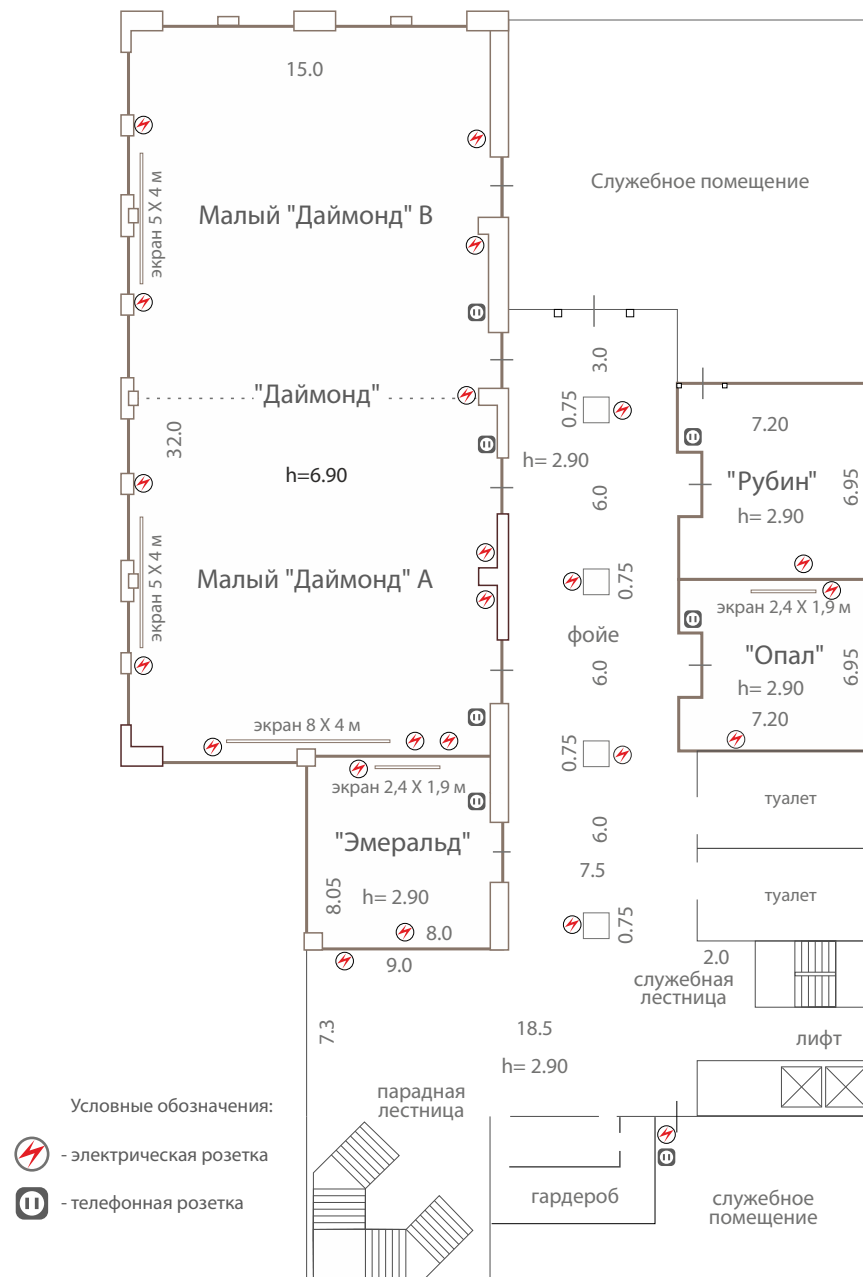 15.0
Служебное помещение
экран 5 X 4 м
Малый "Даймонд" В
3.0
0.75
"Даймонд"
7.20
32.0
h= 2.90
h=6.90
6.0
"Рубин"
6.95
h= 2.90
экран 5 X 4 м
Малый "Даймонд" А
0.75
экран 2,4 X 1,9 м
фойе
"Опал"
6.0
h= 2.90
6.95
7.20
экран 8 X 4 м
0.75
экран 2,4 X 1,9 м
туалет
"Эмеральд"
6.0
7.5
8.05
h= 2.90
туалет
8.0
0.75
9.0
2.0
служебная
лестница
7.3
18.5
лифт
h= 2.90
парадная
лестница
Условные обозначения:
- электрическая розетка
- телефонная розетка
гардероб
служебное
помещение